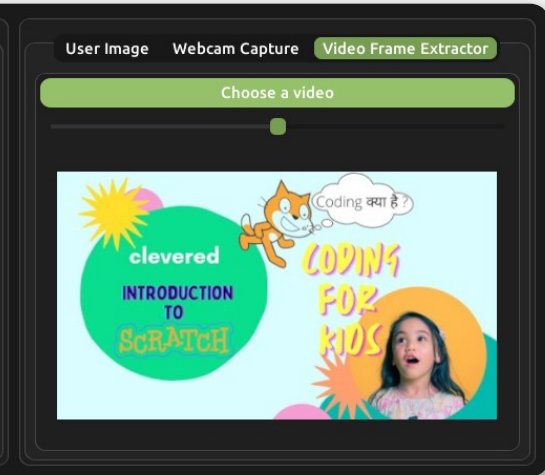 User Image Webcam Capture Video Frame Extractor
Choose a video
Coding क्या है ?
clevered
INTRODUCTION
TO
SCRATCH
CODING
FOR
KIDS